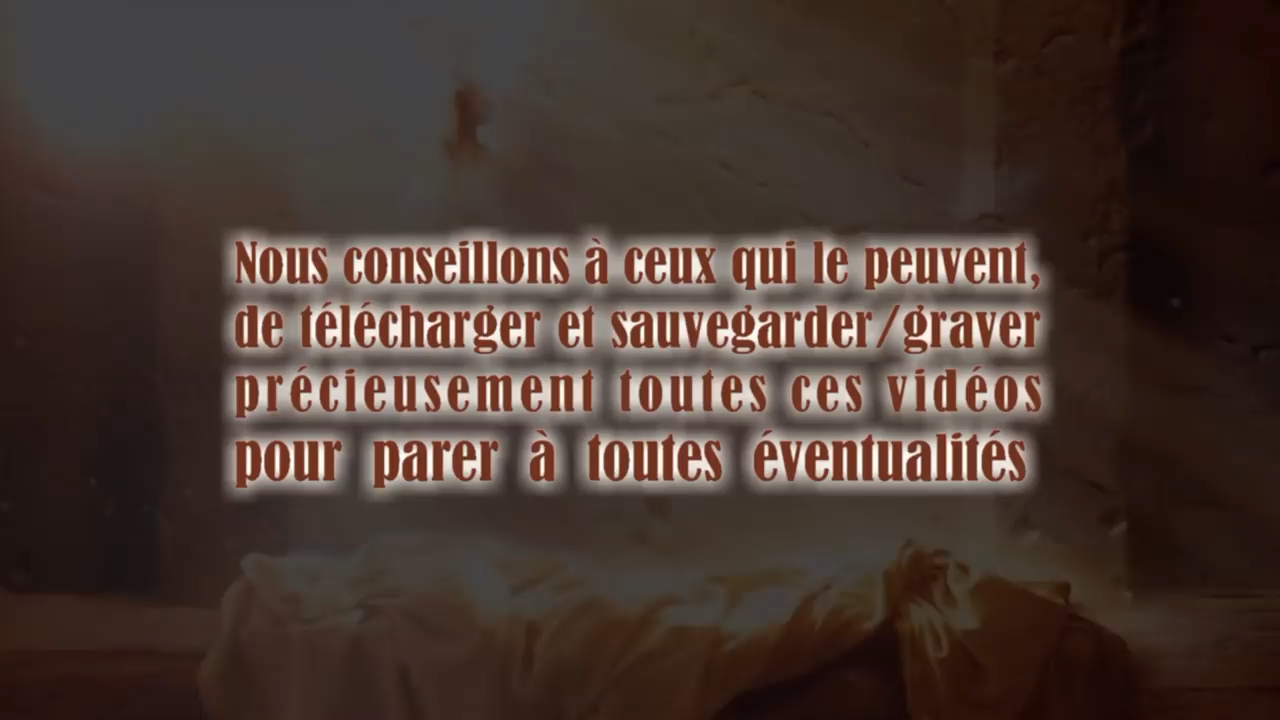 Nous conseillons à ceux qui le peuvent,
de télécharger et sauvegarder/graver
précieusement toutes ces vidéos
pour parer à toutes éventualités